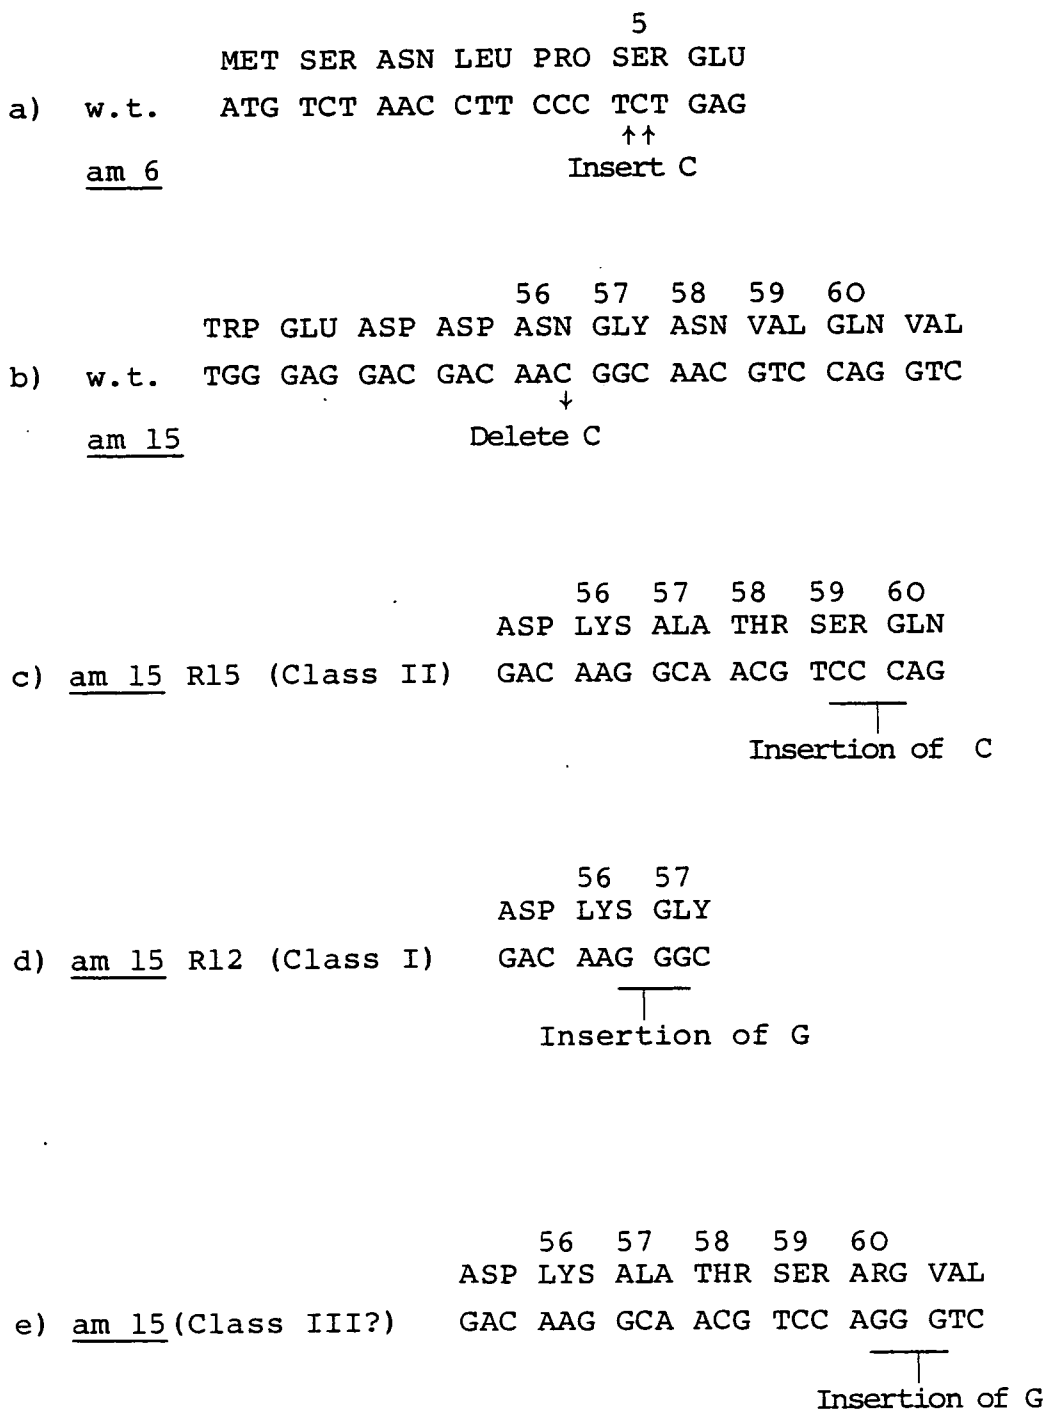 5
MET SER ASN LEU PRO SER GLU
a) w.t. ATG TCT AAC CTT CCC TCT GAG
am 6 Insert C
56 57 58 59 60
TRP GLU ASP ASP ASN GLY ASN VAL GLN VAL
b) w.t. TGG GAG GAC GAC AAC GGC AAC GTC CAG GTC
am 15 Delete C
56 57 58 59 60
ASP LYS ALA THR SER GLN
c) am 15 R15 (Class II) GAC AAG GCA ACG TCC CAG
Insertion of C
56 57
ASP LYS GLY
d) am 15 R12 (Class I) GAC AAG GGC
Insertion of G
56 57 58 59 60
ASP LYS ALA THR SER ARG VAL
e) am 15 (Class III?) GAC AAG GCA ACG TCC AGG GTC
Insertion of G